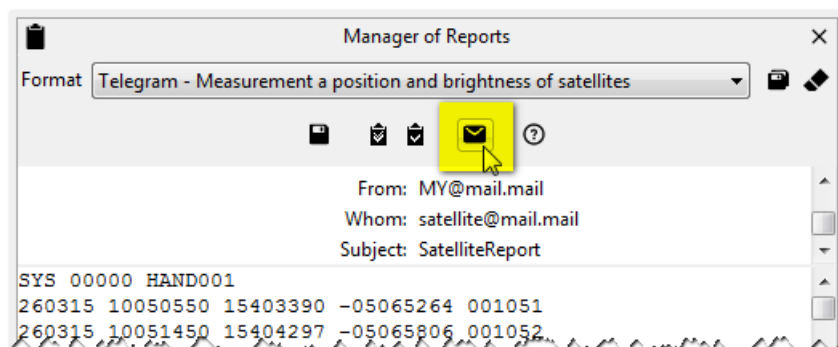 Manager of Reports
Format Telegram - Measurement a position and brightness of satellites
From: MY@mail.mail
Whom: satellite@mail.mail
Subject: SatelliteReport
SYS 00000 HAND001
260315 10050550 15403390 -05065264 001051
260315 10051450 15404297 -05065806 001052